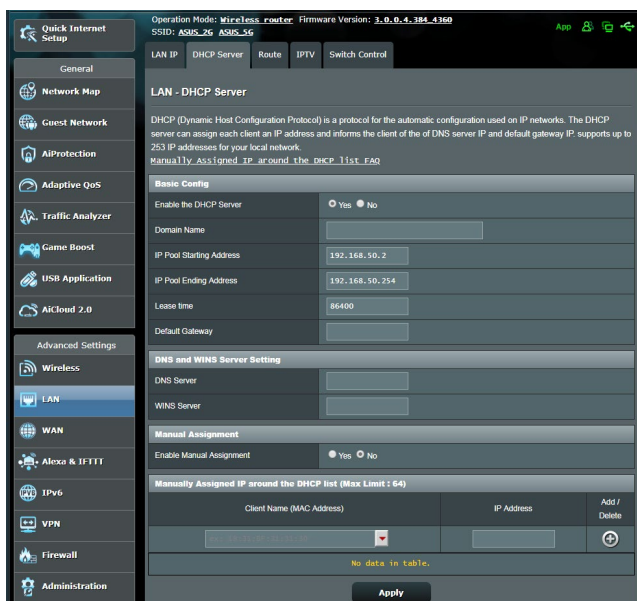 Quick Internet
Setup
General
Network Map
Guest Network
AiProtection
Adaptive QoS
Traffic Analyzer
Game Boost
USB Application
AiCloud 2.0
Advanced Settings
Wireless
LAN
WAN
Alexa & IFTTT
IPv6
VPN
Firewall
Administration
Operation Mode: Wireless router Firmware Version: 3.0.0.4.384_4360
SSID: ASUS_2G ASUS_5G
App
LAN IP DHCP Server Route IPTV Switch Control
LAN - DHCP Server
DHCP (Dynamic Host Configuration Protocol) is a protocol for the automatic configuration used on IP networks. The DHCP
server can assign each client an IP address and informs the client of the of DNS server IP and default gateway IP. supports up to
253 IP addresses for your local network.
Manually Assigned IP around the DHCP list FAQ
Basic Config
Enable the DHCP Server Yes No
Domain Name
IP Pool Starting Address 192.168.50.2
IP Pool Ending Address 192.168.50.254
Lease time 86400
Default Gateway
DNS and WINS Server Setting
DNS Server
WINS Server
Manual Assignment
Enable Manual Assignment Yes No
Manually Assigned IP around the DHCP list (Max Limit : 64)
Client Name (MAC Address) IP Address Add /
Delete
No data in table.
Apply